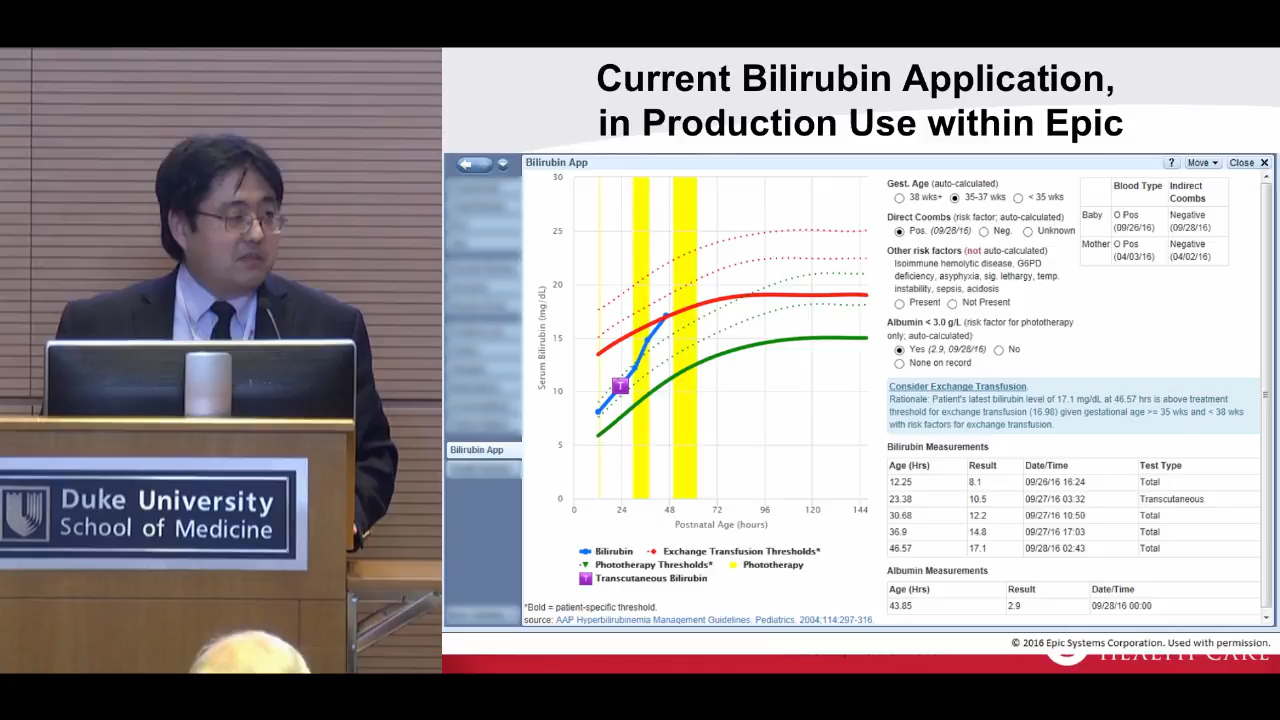 Current Bilirubin Application,
in Production Use within Epic
Bilirubin App
?
Move
Close X
30
25
20
15
10
5
0
Serum Bilirubin (mg/dL)
0 24 48 72 96 120 144
Postnatal Age (hours)
T
Bilirubin
Exchange Transfusion Thresholds*
Phototherapy Thresholds*
Phototherapy
T Transcutaneous Bilirubin
*Bold = patient-specific threshold.
source: AAP Hyperbilirubinemia Management Guidelines. Pediatrics. 2004;114:297-316.
Gest. Age (auto-calculated)
38 wks+ 35-37 wks < 35 wks
Direct Coombs (risk factor; auto-calculated)
Pos. (09/28/16) Neg. Unknown
Other risk factors (not auto-calculated)
Isoimmune hemolytic disease, G6PD
deficiency, asphyxia, sig. lethargy, temp.
instability, sepsis, acidosis
Present Not Present
Albumin < 3.0 g/L (risk factor for phototherapy
only; auto-calculated)
Yes (2.9, 09/28/16) No
None on record
Blood Type Indirect
Coombs
Baby O Pos Negative
(09/26/16) (09/28/16)
Mother O Pos Negative
(04/03/16) (04/02/16)
Consider Exchange Transfusion.
Rationale: Patient's latest bilirubin level of 17.1 mg/dL at 46.57 hrs is above treatment
threshold for exchange transfusion (16.98) given gestational age >= 35 wks and < 38 wks
with risk factors for exchange transfusion.
Bilirubin Measurements
Age (Hrs) Result Date/Time Test Type
12.25 8.1 09/26/16 16:24 Total
23.38 10.5 09/27/16 03:32 Transcutaneous
30.68 12.2 09/27/16 10:50 Total
36.9 14.8 09/27/16 17:03 Total
46.57 17.1 09/28/16 02:43 Total
Albumin Measurements
Age (Hrs) Result Date/Time
43.85 2.9 09/28/16 00:00
Bilirubin App
© 2016 Epic Systems Corporation. Used with permission.
HEALTH CARE
Duke University
School of Medicine